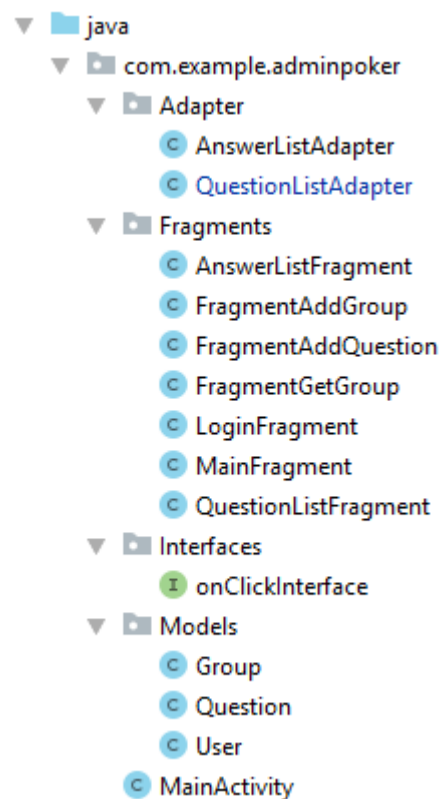 java
com.example.adminpoker
Adapter
C AnswerListAdapter
C QuestionListAdapter
Fragments
C AnswerListFragment
C FragmentAddGroup
C FragmentAddQuestion
C FragmentGetGroup
C LoginFragment
C MainFragment
C QuestionListFragment
Interfaces
I onClickInterface
Models
C Group
C Question
C User
C MainActivity